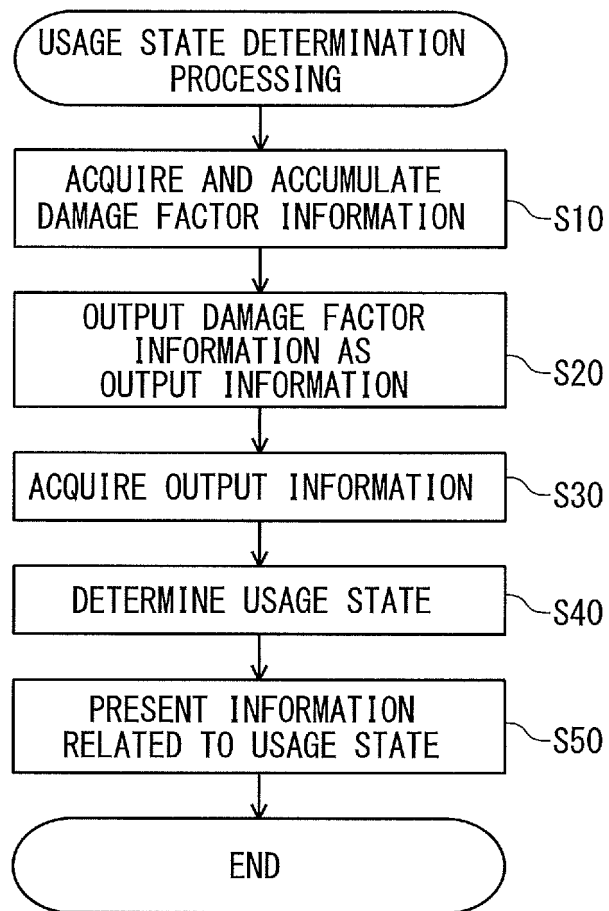 USAGE STATE DETERMINATION
PROCESSING
ACQUIRE AND ACCUMULATE
DAMAGE FACTOR INFORMATION
S10
OUTPUT DAMAGE FACTOR
INFORMATION AS
OUTPUT INFORMATION
S20
ACQUIRE OUTPUT INFORMATION
S30
DETERMINE USAGE STATE
S40
PRESENT INFORMATION
RELATED TO USAGE STATE
S50
END